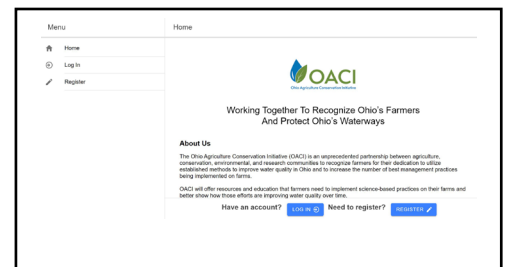 Menu
Home
Home
Log In
Register
OACI
Ohio Agriculture Conservation Initiative
Working Together To Recognize Ohio's Farmers
And Protect Ohio's Waterways
About Us
The Ohio Agriculture Conservation Initiative (OACI) is an unprecedented partnership between agriculture,
conservation, environmental, and research communities to recognize farmers for their dedication to utilize
established methods to improve water quality in Ohio and to increase the number of best management practices
being implemented on farms.
OACI will offer resources and education that farmers need to implement science-based practices on their farms and
better show how those efforts are improving water quality over time.
Have an account? LOG IN Need to register? REGISTER